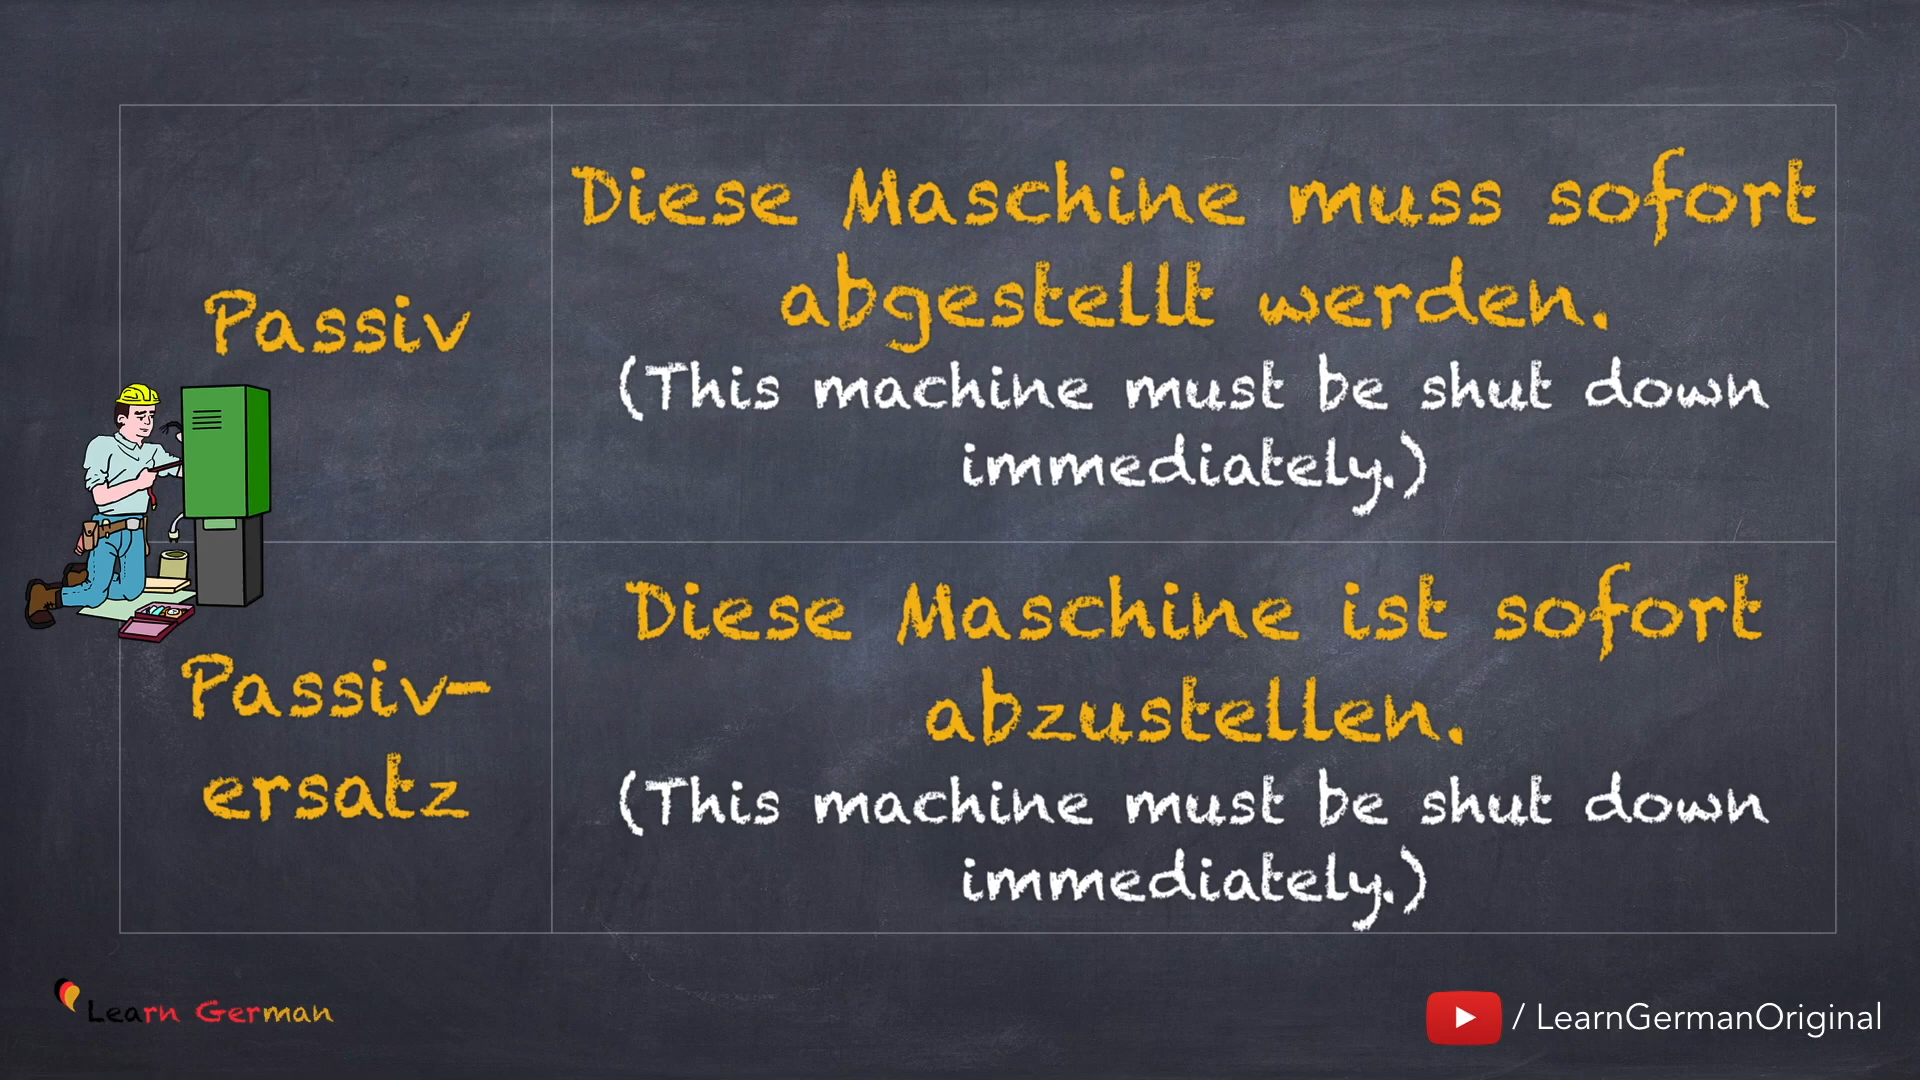 Passiv
Diese Maschine muss sofort
abgestellt werden.
(This machine must be shut down
immediately.)
Passiv-
ersatz
Diese Maschine ist sofort
abzustellen.
(This machine must be shut down
immediately.)
Learn German
/ LearnGermanOriginal